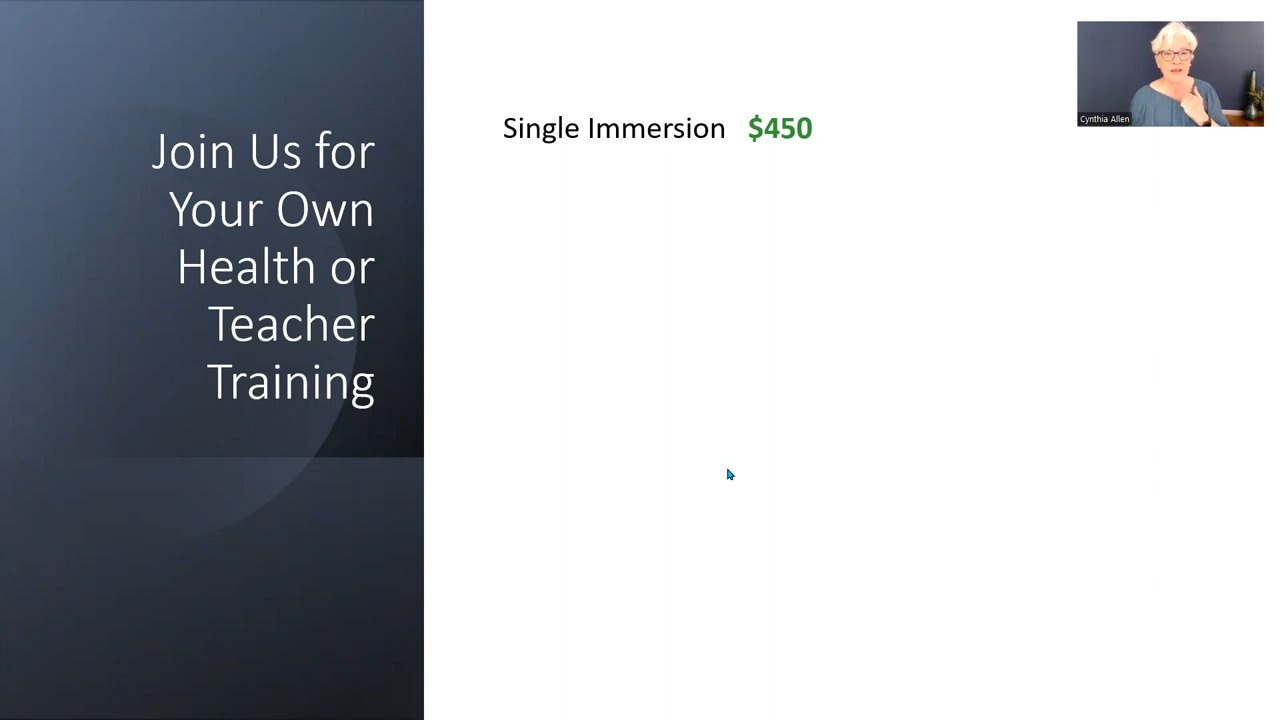 Join Us for
Your Own
Health or
Teacher
Training
Single Immersion $450
Cynthia Allen